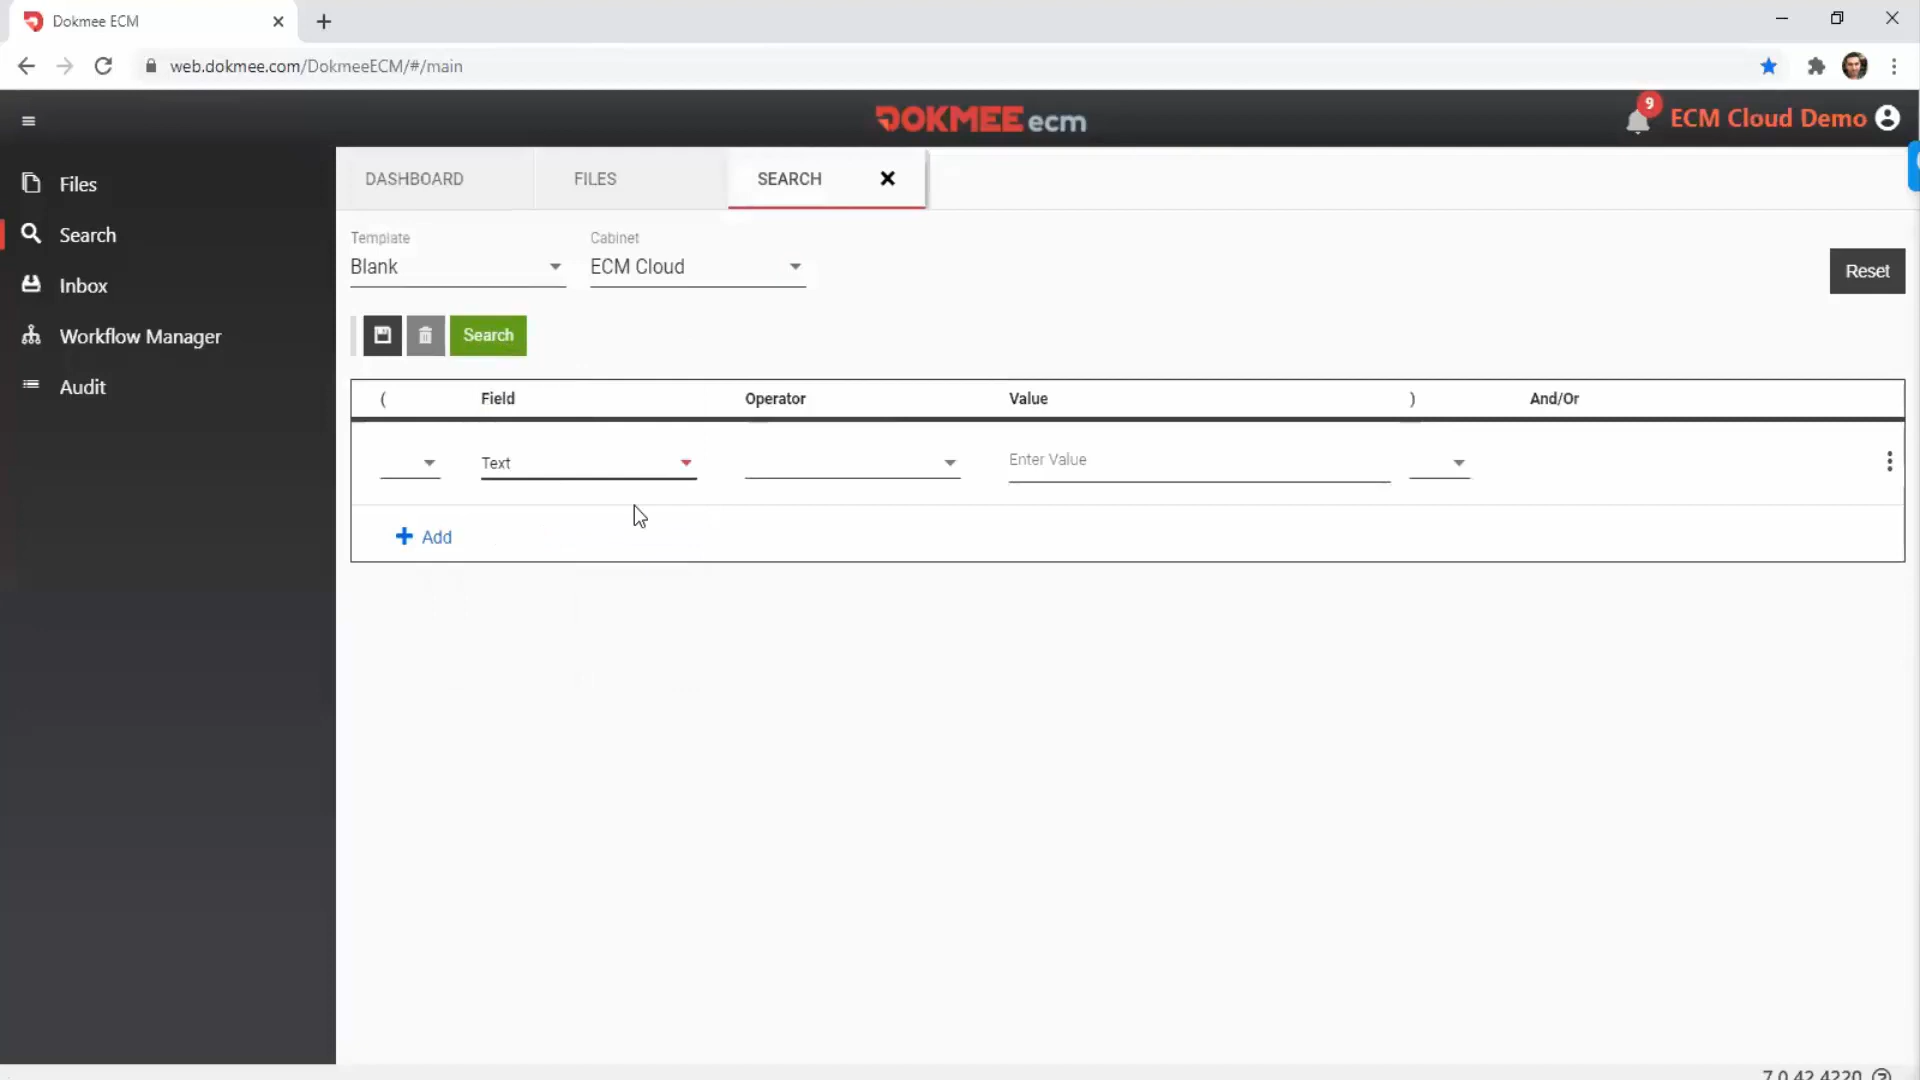 Dokmee ECM
web.dokmee.com/DokmeeECM/#/main
DOKMEE ecm
9
ECM Cloud Demo
Files
Search
Inbox
Workflow Manager
Audit
DASHBOARD
FILES
SEARCH
Template
Blank
Cabinet
ECM Cloud
Reset
Search
( Field Operator Value ) And/Or
Text
Enter Value
Add
7.0.42.4220